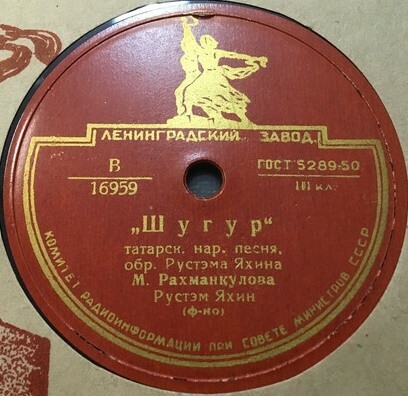 ЛЕНИНГРАДСКИЙ ЗАВОД.
В
16959
ГОСТ 5289-50
III кл.
„Шугур“
татарск. нар. песня,
обр. Рустэма Яхина
М. Рахманкулова
Рустэм Яхин
(ф-но)
КОМИТЕТ РАДИОИНФОРМАЦИИ ПРИ СОВЕТЕ МИНИСТРОВ СССР